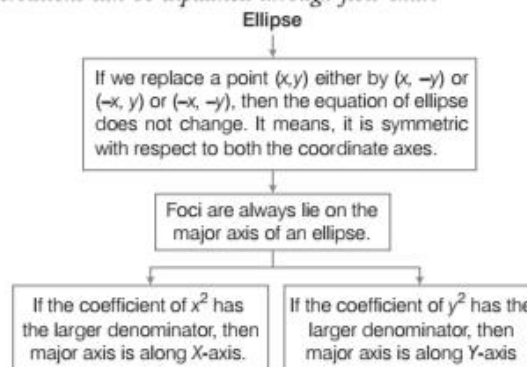 Ellipse
If we replace a point (x,y) either by (x, –y) or
(–x, y) or (–x, –y), then the equation of ellipse
does not change. It means, it is symmetric
with respect to both the coordinate axes.
Foci are always lie on the
major axis of an ellipse.
If the coefficient of x² has
the larger denominator, then
major axis is along X-axis.
If the coefficient of y² has the
larger denominator, then
major axis is along Y-axis